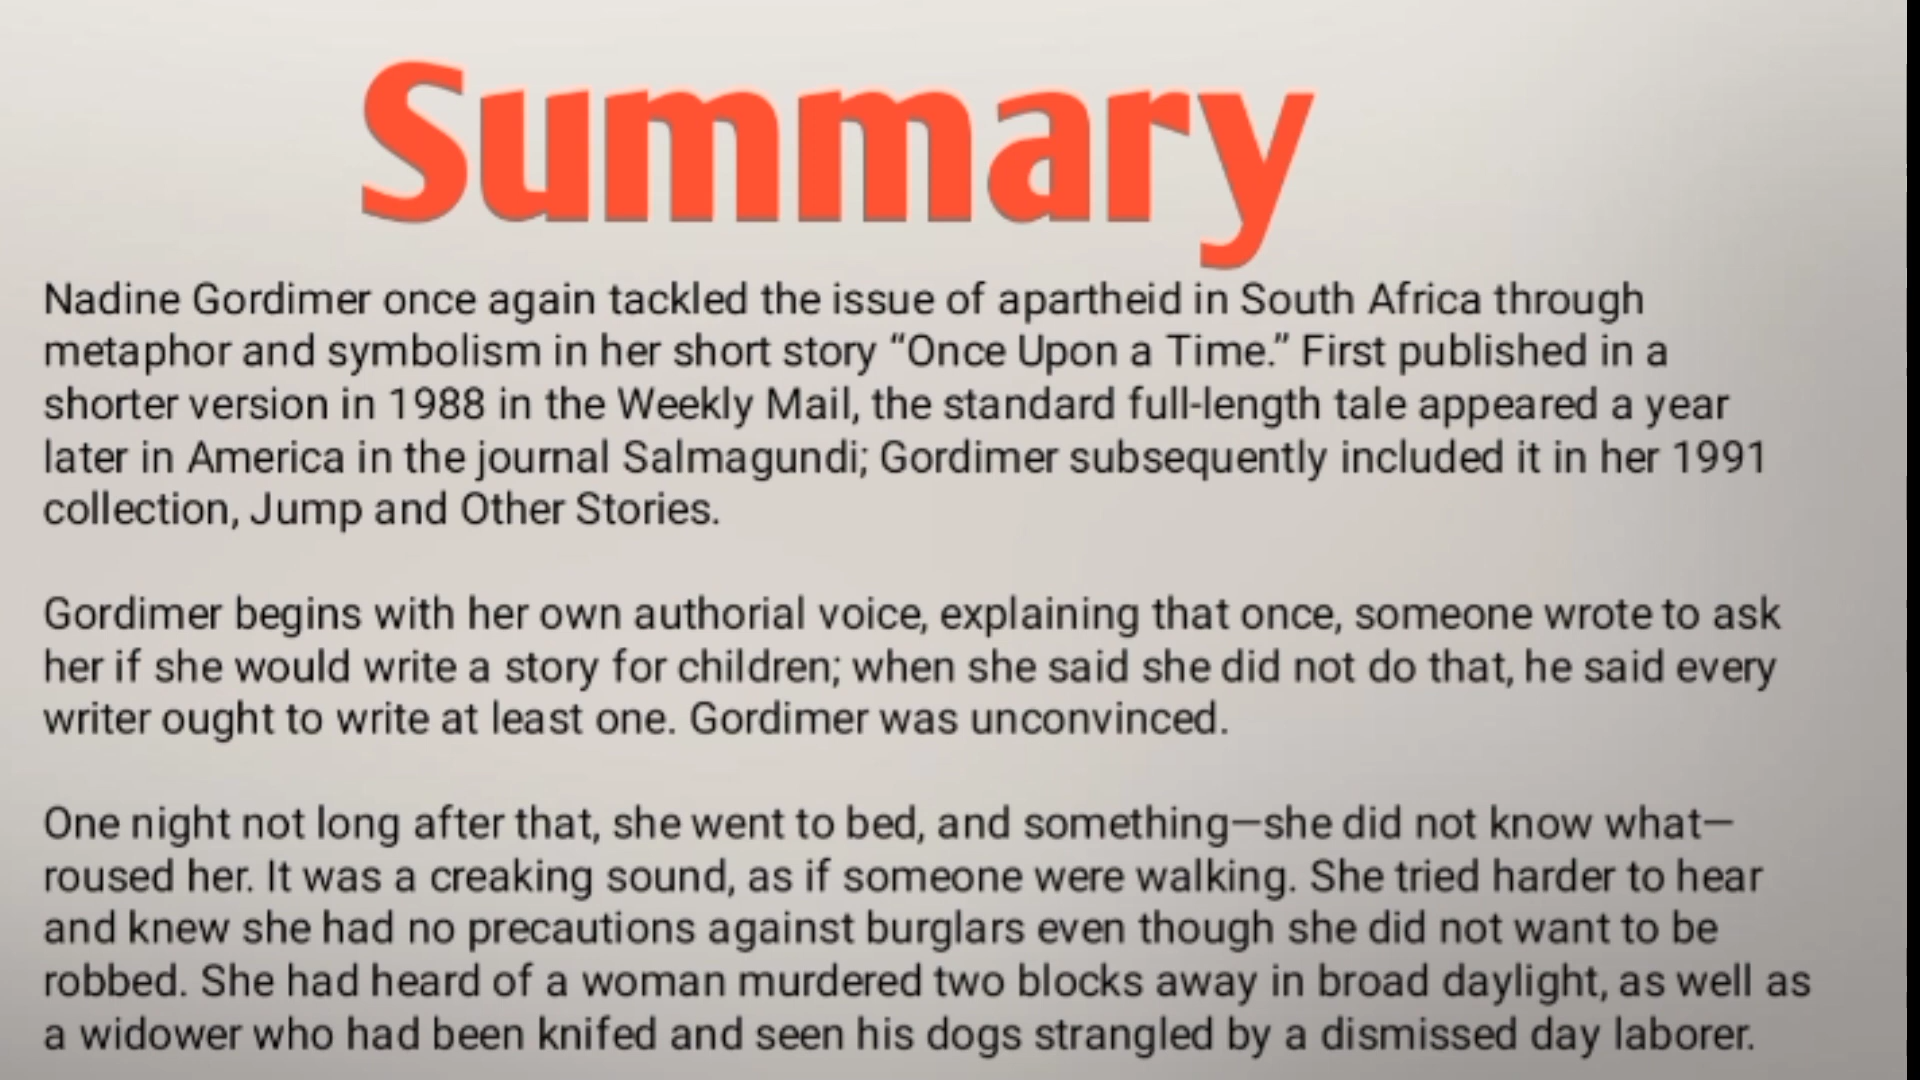 Summary
Nadine Gordimer once again tackled the issue of apartheid in South Africa through
metaphor and symbolism in her short story “Once Upon a Time.” First published in a
shorter version in 1988 in the Weekly Mail, the standard full-length tale appeared a year
later in America in the journal Salmagundi; Gordimer subsequently included it in her 1991
collection, Jump and Other Stories.
Gordimer begins with her own authorial voice, explaining that once, someone wrote to ask
her if she would write a story for children; when she said she did not do that, he said every
writer ought to write at least one. Gordimer was unconvinced.
One night not long after that, she went to bed, and something—she did not know what—
roused her. It was a creaking sound, as if someone were walking. She tried harder to hear
and knew she had no precautions against burglars even though she did not want to be
robbed. She had heard of a woman murdered two blocks away in broad daylight, as well as
a widower who had been knifed and seen his dogs strangled by a dismissed day laborer.